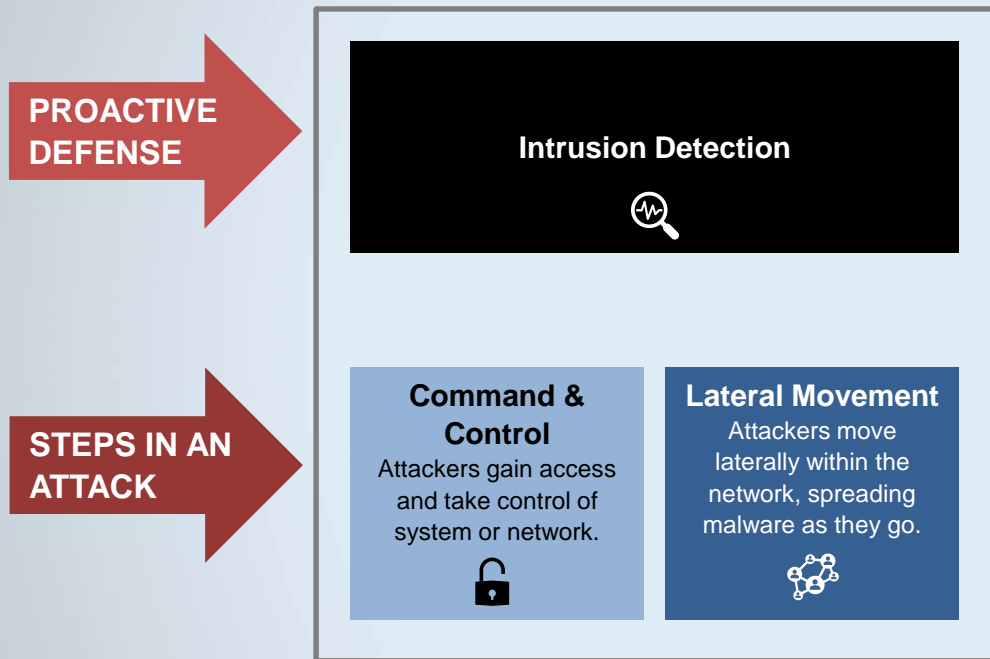 PROACTIVE
DEFENSE
Intrusion Detection
STEPS IN AN
ATTACK
Command &
Control
Attackers gain access
and take control of
system or network.
Lateral Movement
Attackers move
laterally within the
network, spreading
malware as they go.